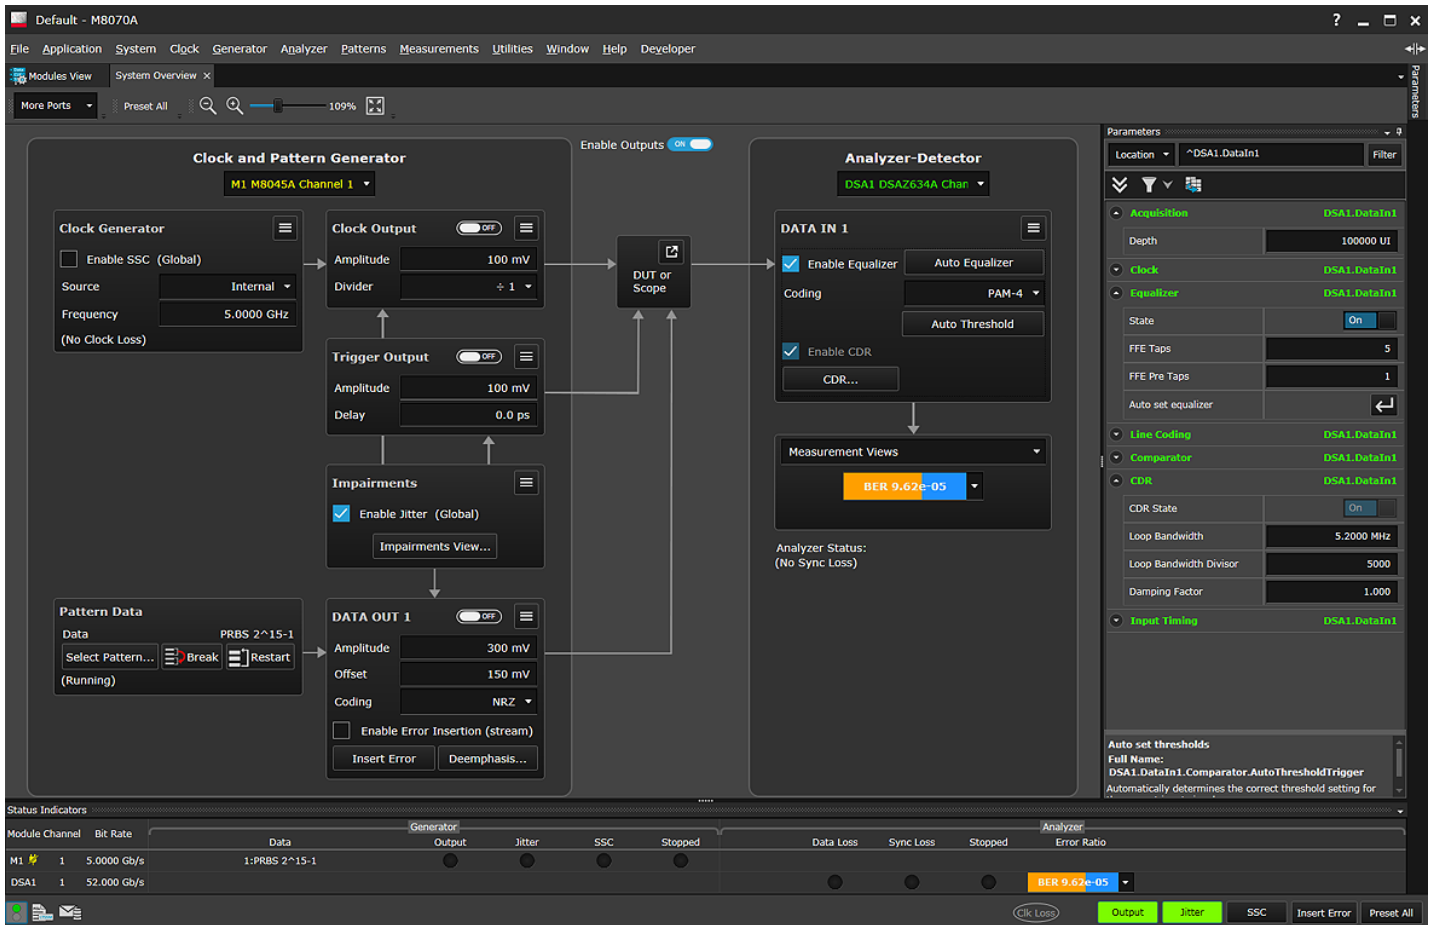 Default - M8070A
?
File Application System Clock Generator Analyzer Patterns Measurements Utilities Window Help Developer
Modules View System Overview ×
Parameters
More Ports Preset All 109%
Enable Outputs ON
Clock and Pattern Generator
M1 M8045A Channel 1
Clock Generator
Enable SSC (Global)
Source Internal
Frequency 5.0000 GHz
(No Clock Loss)
Clock Output OFF
Amplitude 100 mV
Divider ÷ 1
Trigger Output OFF
Amplitude 100 mV
Delay 0.0 ps
Impairments
Enable Jitter (Global)
Impairments View...
Pattern Data
Data PRBS 2^15-1
Select Pattern... Break Restart
(Running)
DATA OUT 1 OFF
Amplitude 300 mV
Offset 150 mV
Coding NRZ
Enable Error Insertion (stream)
Insert Error Deemphasis...
DUT or
Scope
Analyzer-Detector
DSA1 DSAZ634A Chan
DATA IN 1
Enable Equalizer Auto Equalizer
Coding PAM-4
Auto Threshold
Enable CDR
CDR...
Measurement Views
BER 9.62e-05
Analyzer Status:
(No Sync Loss)
Parameters
Location ^DSA1.DataIn1 Filter
Acquisition DSA1.DataIn1
Depth 100000 UI
Clock DSA1.DataIn1
Equalizer DSA1.DataIn1
State On
FFE Taps 5
FFE Pre Taps 1
Auto set equalizer
Line Coding DSA1.DataIn1
Comparator DSA1.DataIn1
CDR DSA1.DataIn1
CDR State On
Loop Bandwidth 5.2000 MHz
Loop Bandwidth Divisor 5000
Damping Factor 1.000
Input Timing DSA1.DataIn1
Auto set thresholds
Full Name:
DSA1.DataIn1.Comparator.AutoThresholdTrigger
Automatically determines the correct threshold setting for
Status Indicators
Generator Analyzer
Module Channel Bit Rate Data Output Jitter SSC Stopped Data Loss Sync Loss Stopped Error Ratio
M1 1 5.0000 Gb/s 1:PRBS 2^15-1
DSA1 1 52.000 Gb/s BER 9.62e-05
Clk Loss Output Jitter SSC Insert Error Preset All